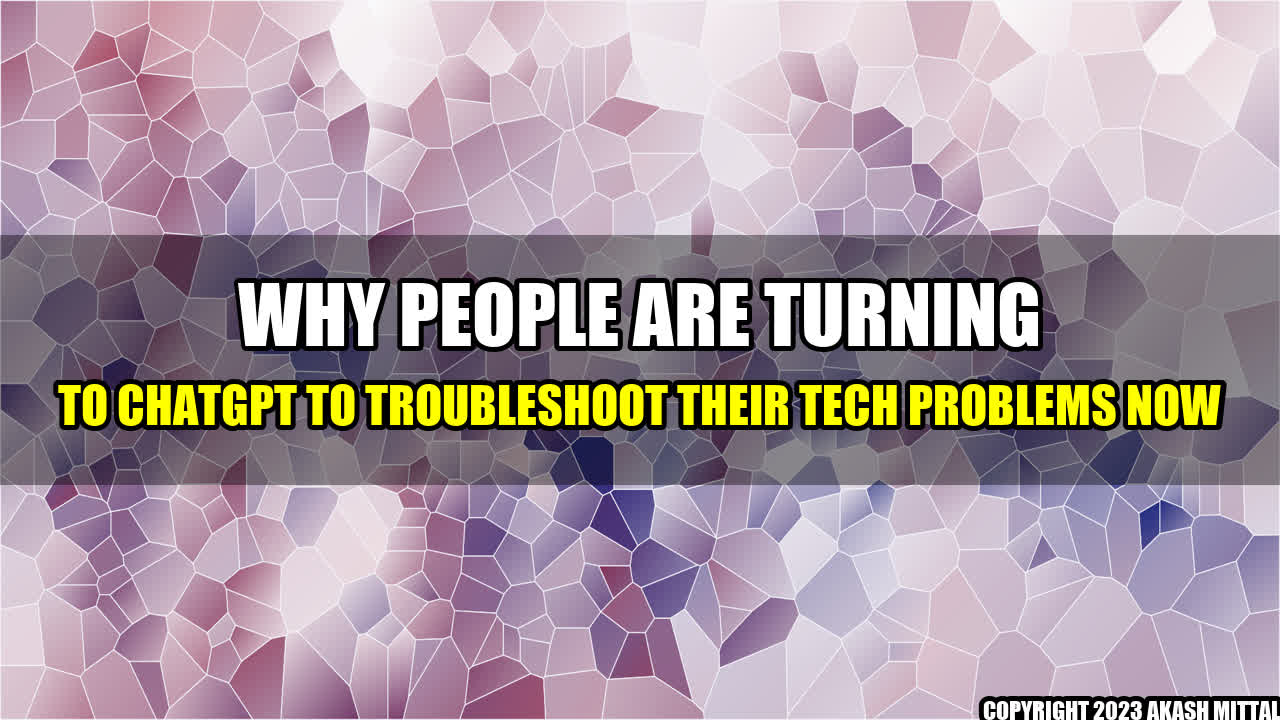 WHY PEOPLE ARE TURNING
TO CHATGPT TO TROUBLESHOOT THEIR TECH PROBLEMS NOW
COPYRIGHT 2023 AKASH MITTAL